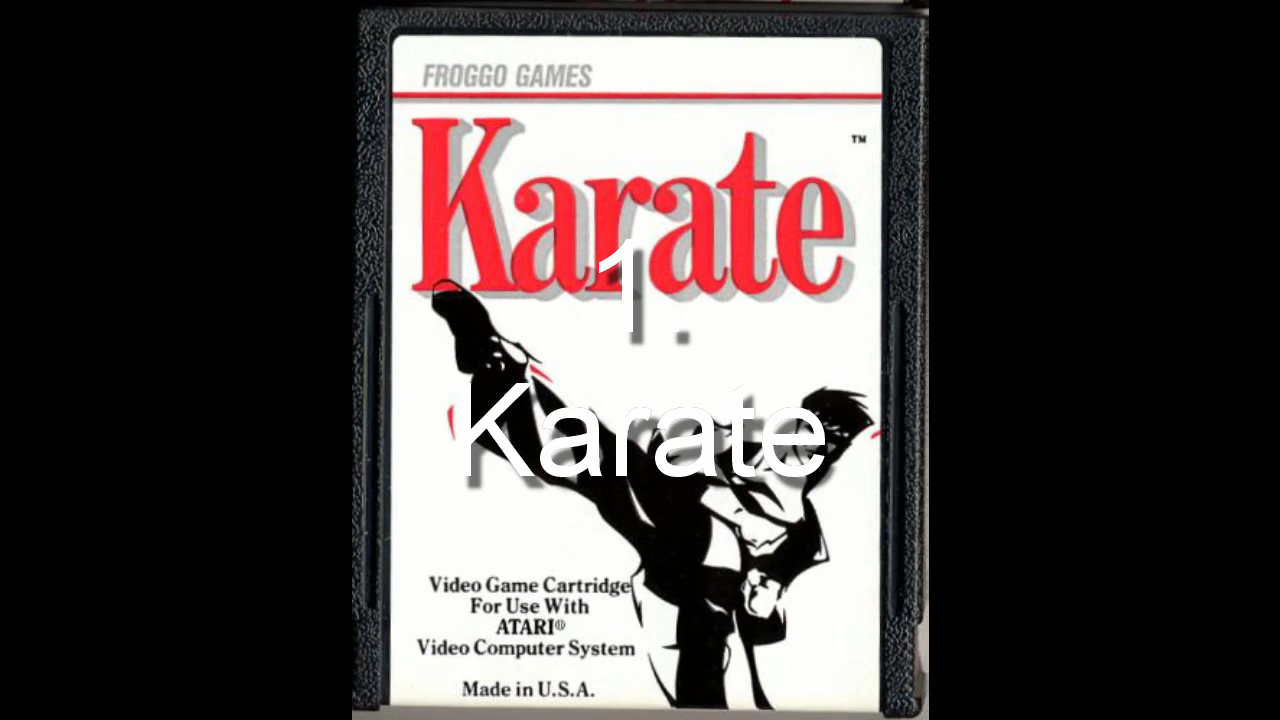 FROGGO GAMES
Karate
TM
1.
Karate
Video Game Cartridge
For Use With
ATARI®
Video Computer System
Made in U.S.A.